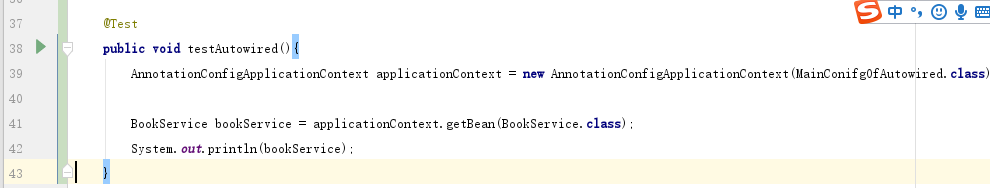 中
37 @Test
38 public void testAutowired(){
39 AnnotationConfigApplicationContext applicationContext = new AnnotationConfigApplicationContext(MainConifgOfAutowired.class)
40
41 BookService bookService = applicationContext.getBean(BookService.class);
42 System.out.println(bookService);
43 }